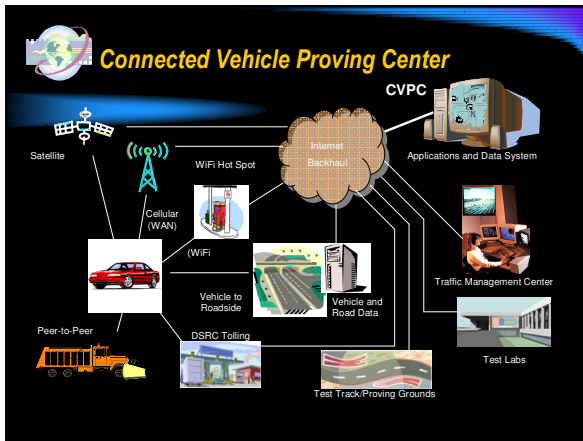 Connected Vehicle Proving Center
CVPC
Satellite
WiFi Hot Spot
Internet
Backhaul
Applications and Data System
Cellular
(WAN)
(WiFi
Traffic Management Center
Vehicle to
Roadside
Vehicle and
Road Data
Peer-to-Peer
DSRC Tolling
Test Labs
Test Track/Proving Grounds